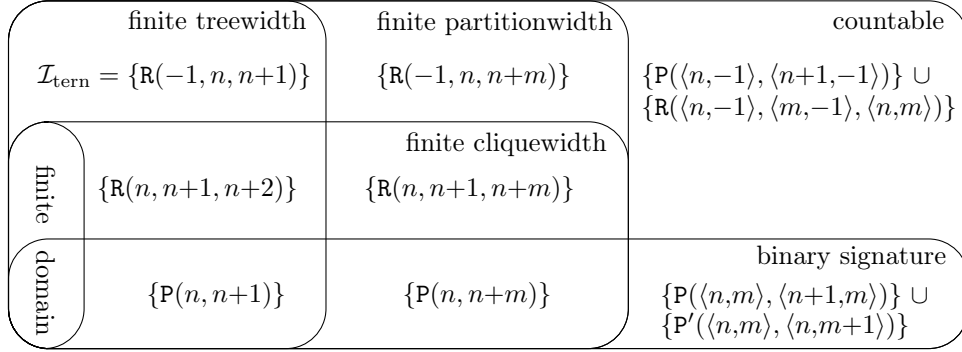 finite treewidth finite partitionwidth countable
𝓘_tern = {R(−1, n, n+1)} {R(−1, n, n+m)} {P(⟨n,−1⟩, ⟨n+1,−1⟩)} ∪
{R(⟨n,−1⟩, ⟨m,−1⟩, ⟨n,m⟩)}
finite cliquewidth
finite {R(n, n+1, n+2)} {R(n, n+1, n+m)}
domain binary signature
{P(n, n+1)} {P(n, n+m)} {P(⟨n,m⟩, ⟨n+1,m⟩)} ∪
{P′(⟨n,m⟩, ⟨n,m+1⟩)}